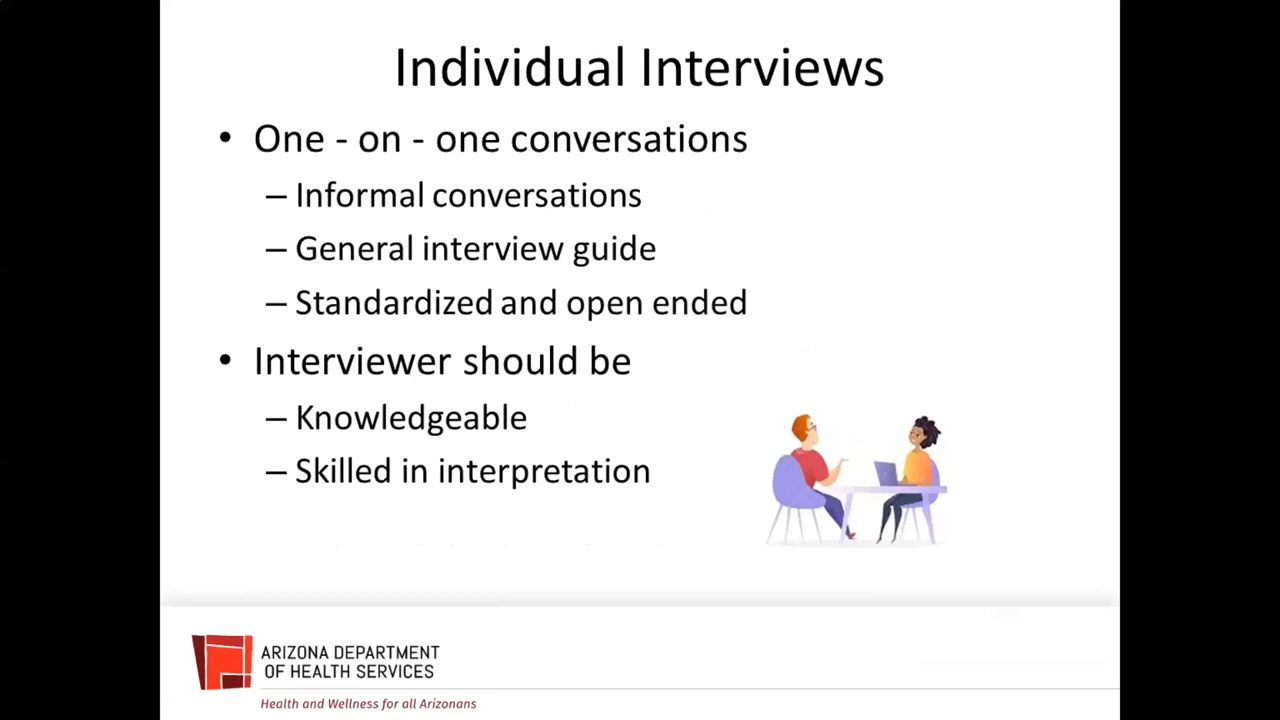 Individual Interviews
• One - on - one conversations
– Informal conversations
– General interview guide
– Standardized and open ended
• Interviewer should be
– Knowledgeable
– Skilled in interpretation
ARIZONA DEPARTMENT
OF HEALTH SERVICES
Health and Wellness for all Arizonans